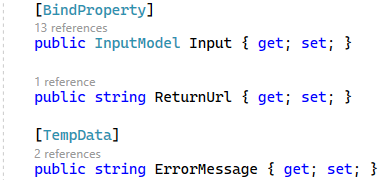 [BindProperty]
13 references
public InputModel Input { get; set; }
1 reference
public string ReturnUrl { get; set; }
[TempData]
2 references
public string ErrorMessage { get; set; }